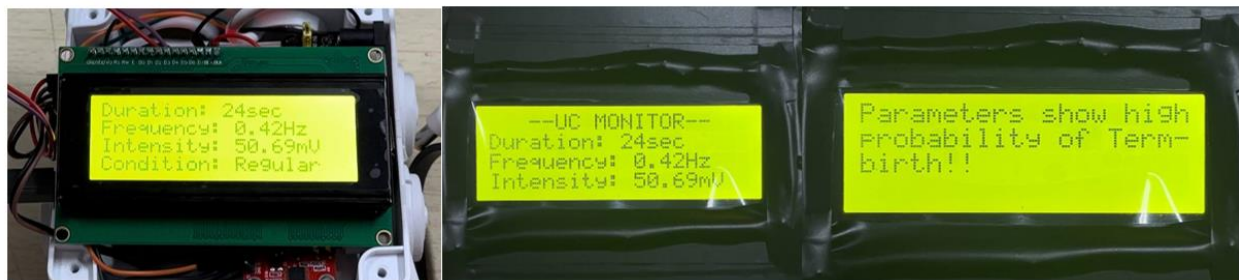 Duration: 24sec
Frequency: 0.42Hz
Intensity: 50.69mV
Condition: Regular
--UC MONITOR--
Duration: 24sec
Frequency: 0.42Hz
Intensity: 50.69mV
Parameters show high
probability of Term-
birth!!